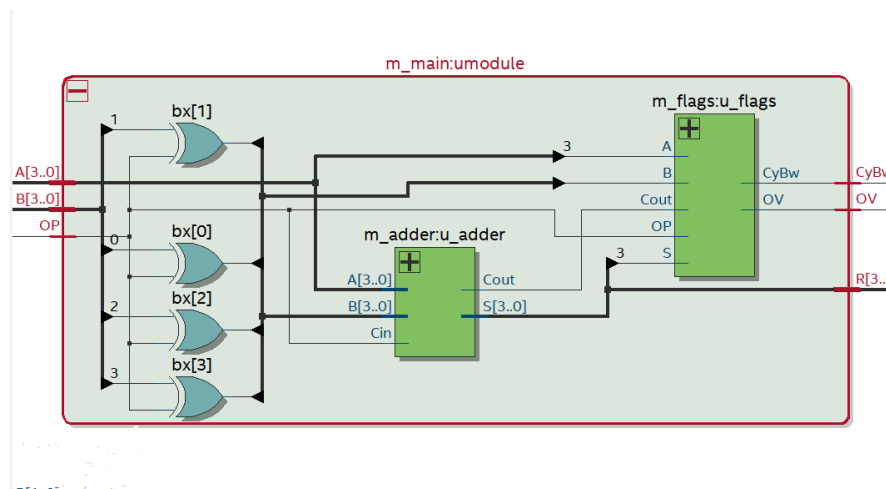 m_main:umodule
m_flags:u_flags
bx[1]
1
3
A
A[3..0]
B
CyBw
CyBw
B[3..0]
Cout
OV
OV
OP
OP
bx[0]
0
m_adder:u_adder
3
S
A[3..0]
Cout
R[3..
bx[2]
2
B[3..0]
S[3..0]
Cin
bx[3]
3